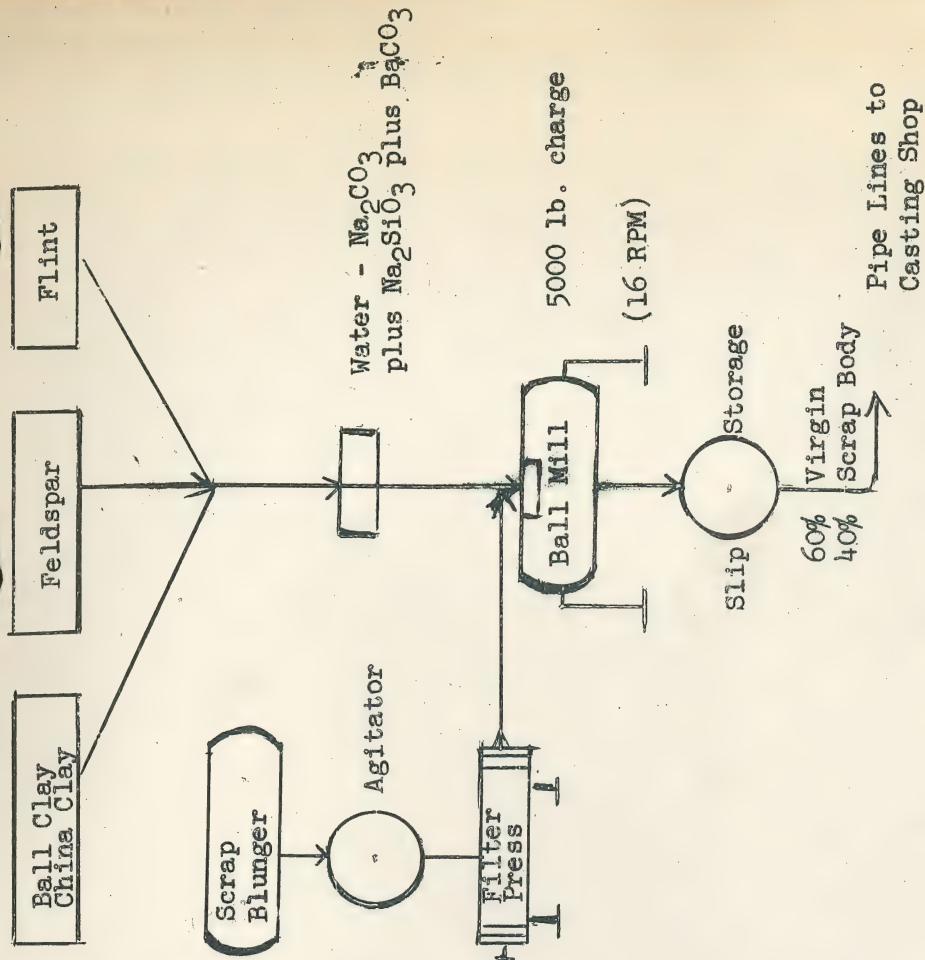 Ball Clay
China Clay
Feldspar
Flint
Scrap
Blunger
Agitator
Water - Na₂CO₃
plus Na₂SiO₃ plus BaCO₃
Filter
Press
Ball Mill
5000 lb. charge
(16 RPM)
Slip Storage
60% Virgin
40% Scrap Body
Pipe Lines to
Casting Shop